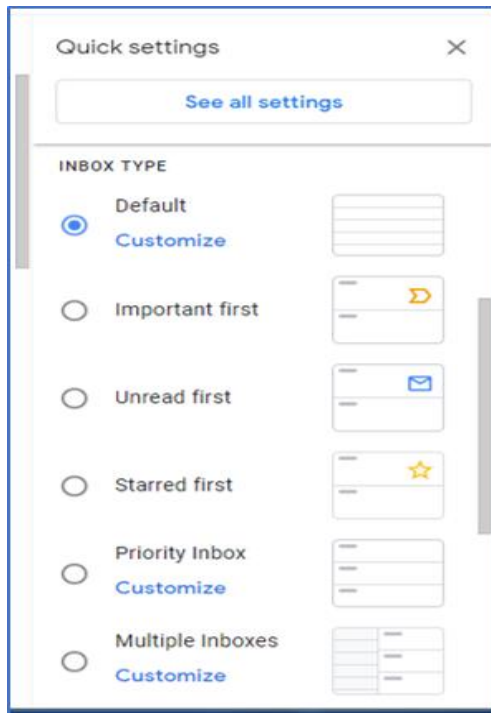 Quick settings
See all settings
INBOX TYPE
Default
Customize
Important first
Unread first
Starred first
Priority Inbox
Customize
Multiple Inboxes
Customize